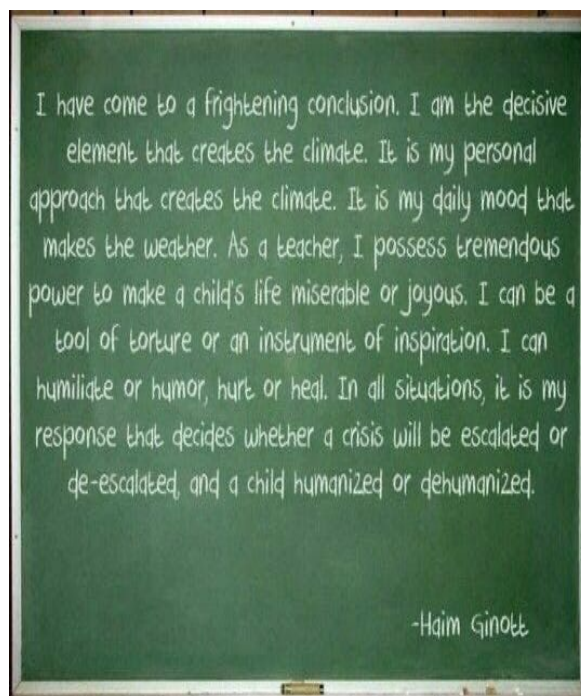 I have come to a frightening conclusion. I am the decisive
element that creates the climate. It is my personal
approach that creates the climate. It is my daily mood that
makes the weather. As a teacher, I possess tremendous
power to make a child's life miserable or joyous. I can be a
tool of torture or an instrument of inspiration. I can
humiliate or humor, hurt or heal. In all situations, it is my
response that decides whether a crisis will be escalated or
de-escalated, and a child humanized or dehumanized.
-Haim Ginott